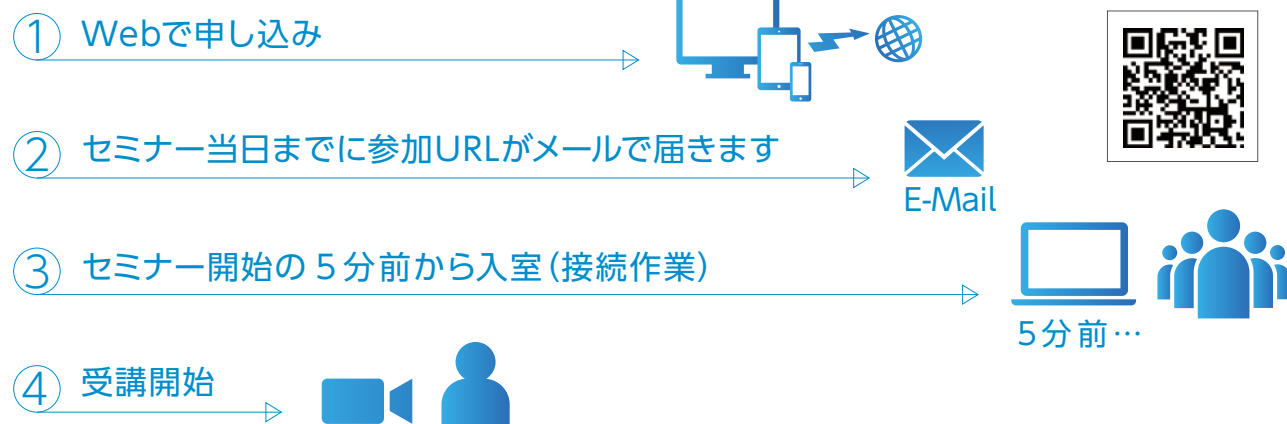 ① Webで申し込み
② セミナー当日までに参加URLがメールで届きます
E-Mail
③ セミナー開始の5分前から入室(接続作業)
5分前…
④ 受講開始